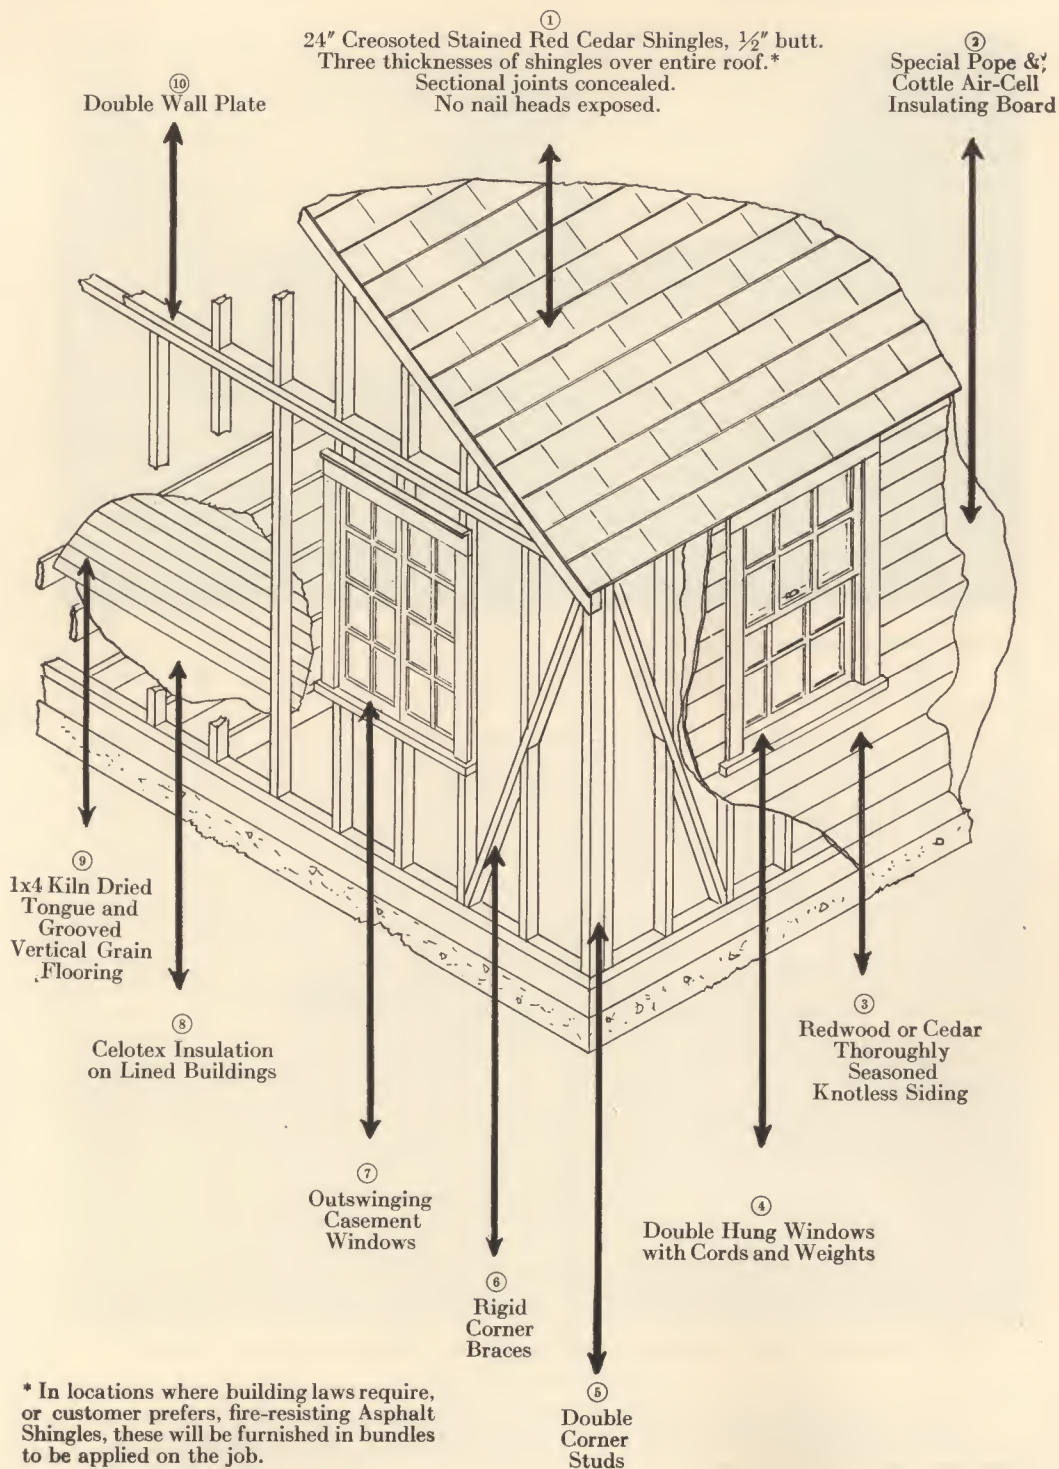 ①
24" Creosoted Stained Red Cedar Shingles, ½" butt.
Three thicknesses of shingles over entire roof.*
Sectional joints concealed.
No nail heads exposed.
②
Special Pope &
Cottle Air-Cell
Insulating Board
⑩
Double Wall Plate
⑨
1x4 Kiln Dried
Tongue and
Grooved
Vertical Grain
Flooring
⑧
Celotex Insulation
on Lined Buildings
③
Redwood or Cedar
Thoroughly
Seasoned
Knotless Siding
⑦
Outswinging
Casement
Windows
④
Double Hung Windows
with Cords and Weights
⑥
Rigid
Corner
Braces
⑤
Double
Corner
Studs
* In locations where building laws require,
or customer prefers, fire-resisting Asphalt
Shingles, these will be furnished in bundles
to be applied on the job.